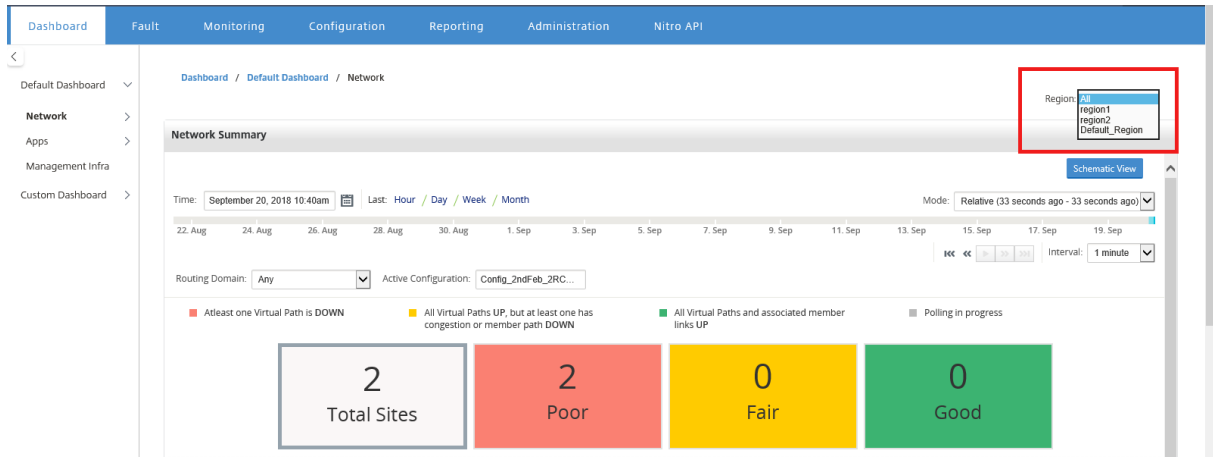 Dashboard Fault Monitoring Configuration Reporting Administration Nitro API
Default Dashboard
Network
Apps
Management Infra
Custom Dashboard
Dashboard / Default Dashboard / Network
Region: All
region1
region2
Default_Region
Network Summary
Schematic View
Time: September 20, 2018 10:40am Last: Hour / Day / Week / Month Mode: Relative (33 seconds ago - 33 seconds ago)
22. Aug 24. Aug 26. Aug 28. Aug 30. Aug 1. Sep 3. Sep 5. Sep 7. Sep 9. Sep 11. Sep 13. Sep 15. Sep 17. Sep 19. Sep
Interval: 1 minute
Routing Domain: Any Active Configuration: Config_2ndFeb_2RC...
Atleast one Virtual Path is DOWN
All Virtual Paths UP, but at least one has
congestion or member path DOWN
All Virtual Paths and associated member
links UP
Polling in progress
2
Total Sites
2
Poor
0
Fair
0
Good